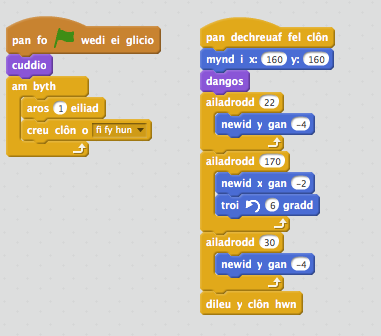 pan fo wedi ei glicio
cuddio
am byth
aros 1 eiliad
creu clôn o fi fy hun
pan dechreuaf fel clôn
mynd i x: 160 y: 160
dangos
ailadrodd 22
newid y gan -4
ailadrodd 170
newid x gan -2
troi 6 gradd
ailadrodd 30
newid y gan -4
dileu y clôn hwn